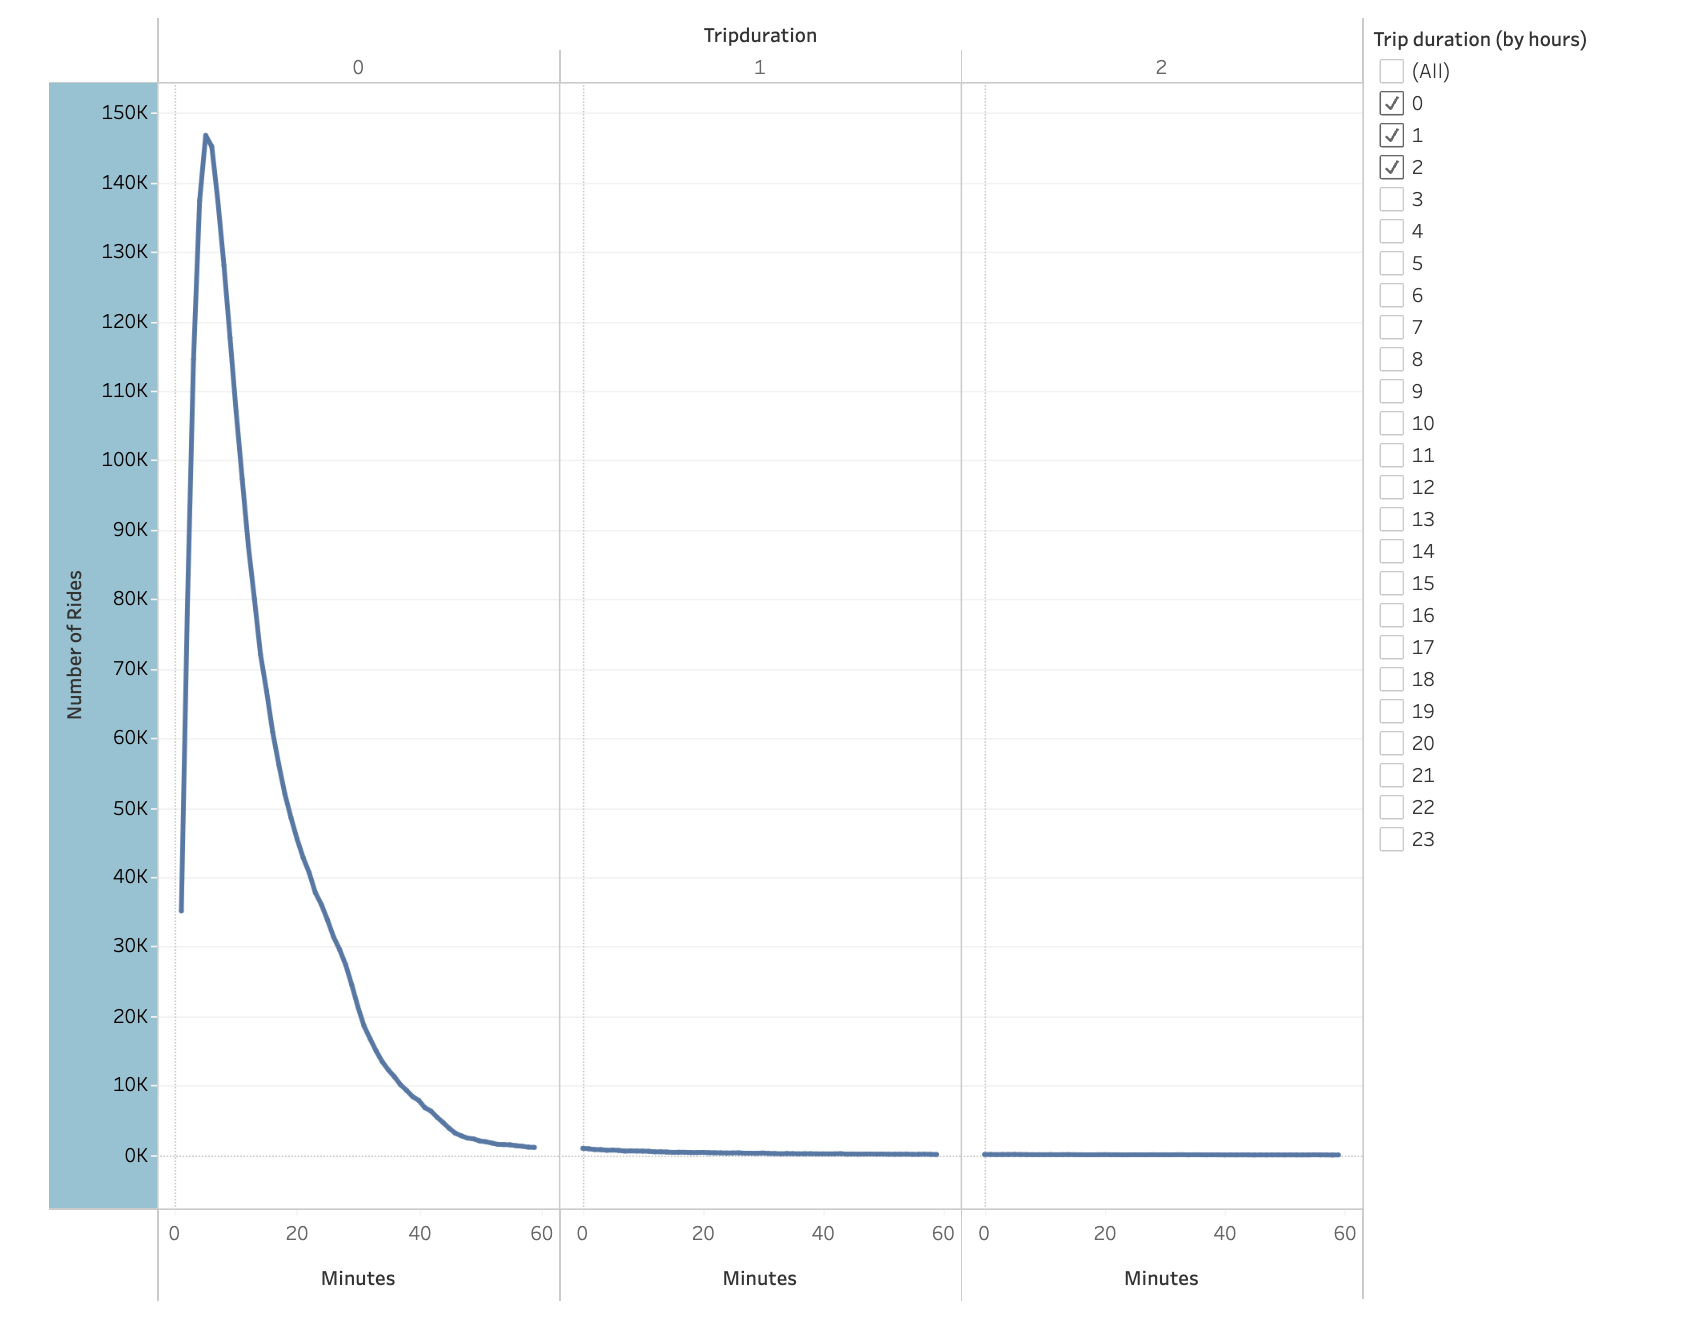 Tripduration
0 1 2
150K
140K
130K
120K
110K
100K
90K
80K
70K
60K
50K
40K
30K
20K
10K
0K
Number of Rides
0 20 40 60 0 20 40 60 0 20 40 60
Minutes Minutes Minutes
Trip duration (by hours)
(All)
0
1
2
3
4
5
6
7
8
9
10
11
12
13
14
15
16
17
18
19
20
21
22
23